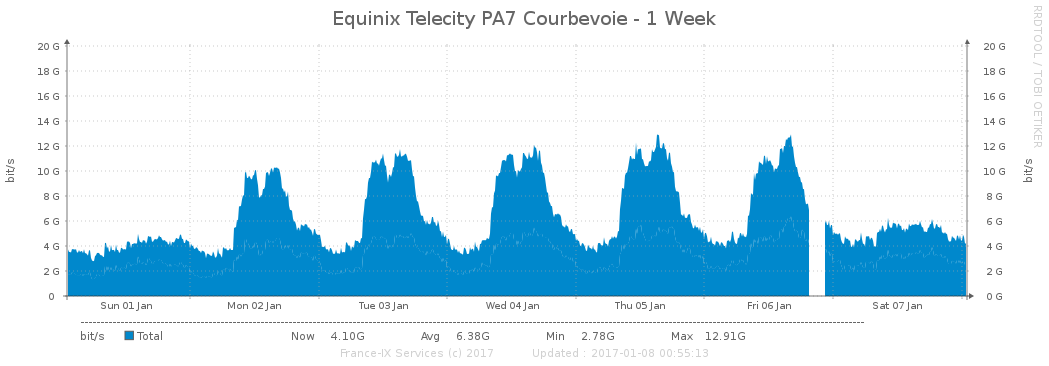 Equinix Telecity PA7 Courbevoie - 1 Week
RRDTOOL / TOBI OETIKER
20 G 20 G
18 G 18 G
16 G 16 G
14 G 14 G
12 G 12 G
10 G 10 G
8 G 8 G
6 G 6 G
4 G 4 G
2 G 2 G
0 0 G
bit/s
bit/s
Sun 01 Jan Mon 02 Jan Tue 03 Jan Wed 04 Jan Thu 05 Jan Fri 06 Jan Sat 07 Jan
bit/s Total Now 4.10G Avg 6.38G Min 2.78G Max 12.91G
France-IX Services (c) 2017 Updated : 2017-01-08 00:55:13